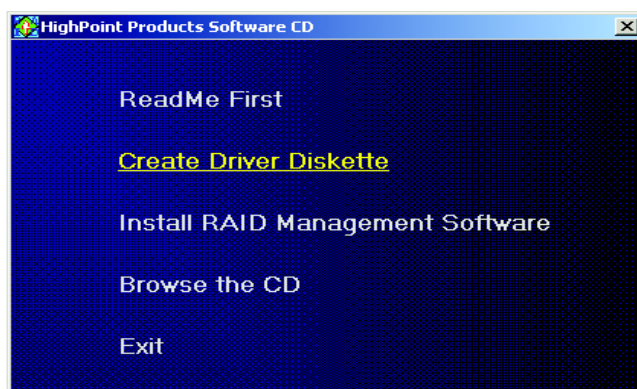 HighPoint Products Software CD
ReadMe First
Create Driver Diskette
Install RAID Management Software
Browse the CD
Exit